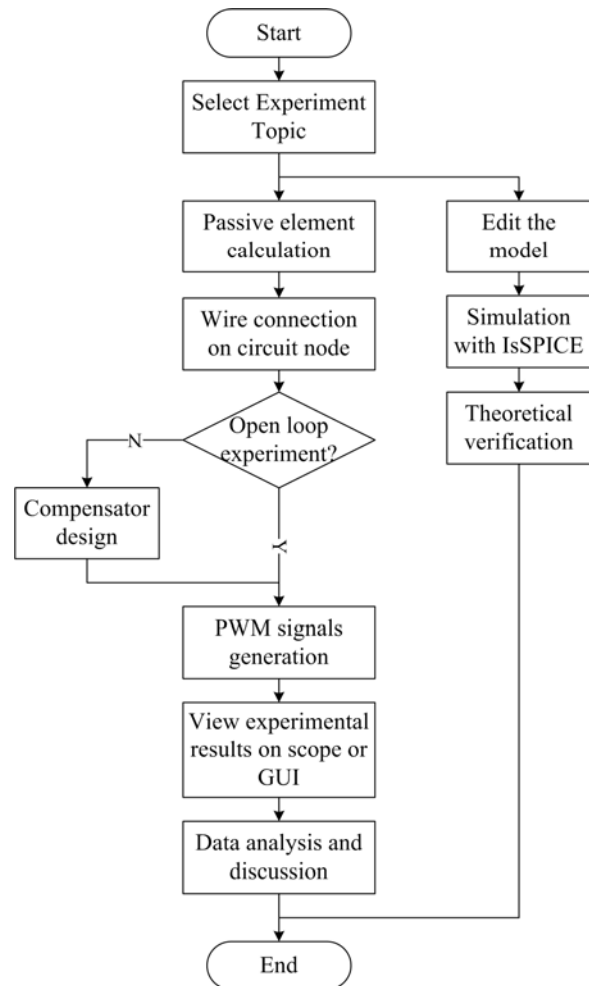 Start
Select Experiment
Topic
Passive element
calculation
Edit the
model
Wire connection
on circuit node
Simulation
with IsSPICE
Open loop
experiment?
Theoretical
verification
N
Compensator
design
Y
PWM signals
generation
View experimental
results on scope or
GUI
Data analysis and
discussion
End